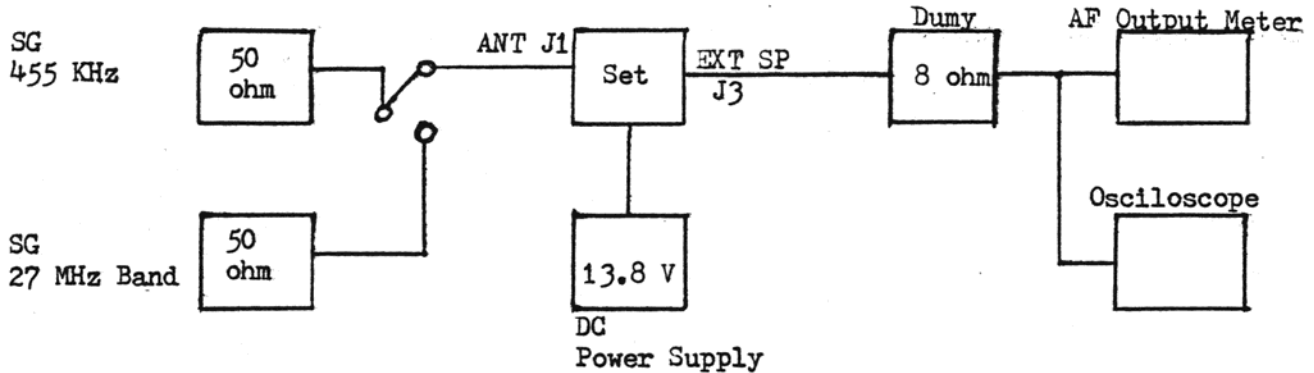 SG
455 KHz
50
ohm
ANT J1
Set
EXT SP
J3
Dumy
8 ohm
AF Output Meter
SG
27 MHz Band
50
ohm
13.8 V
DC
Power Supply
Osciloscope